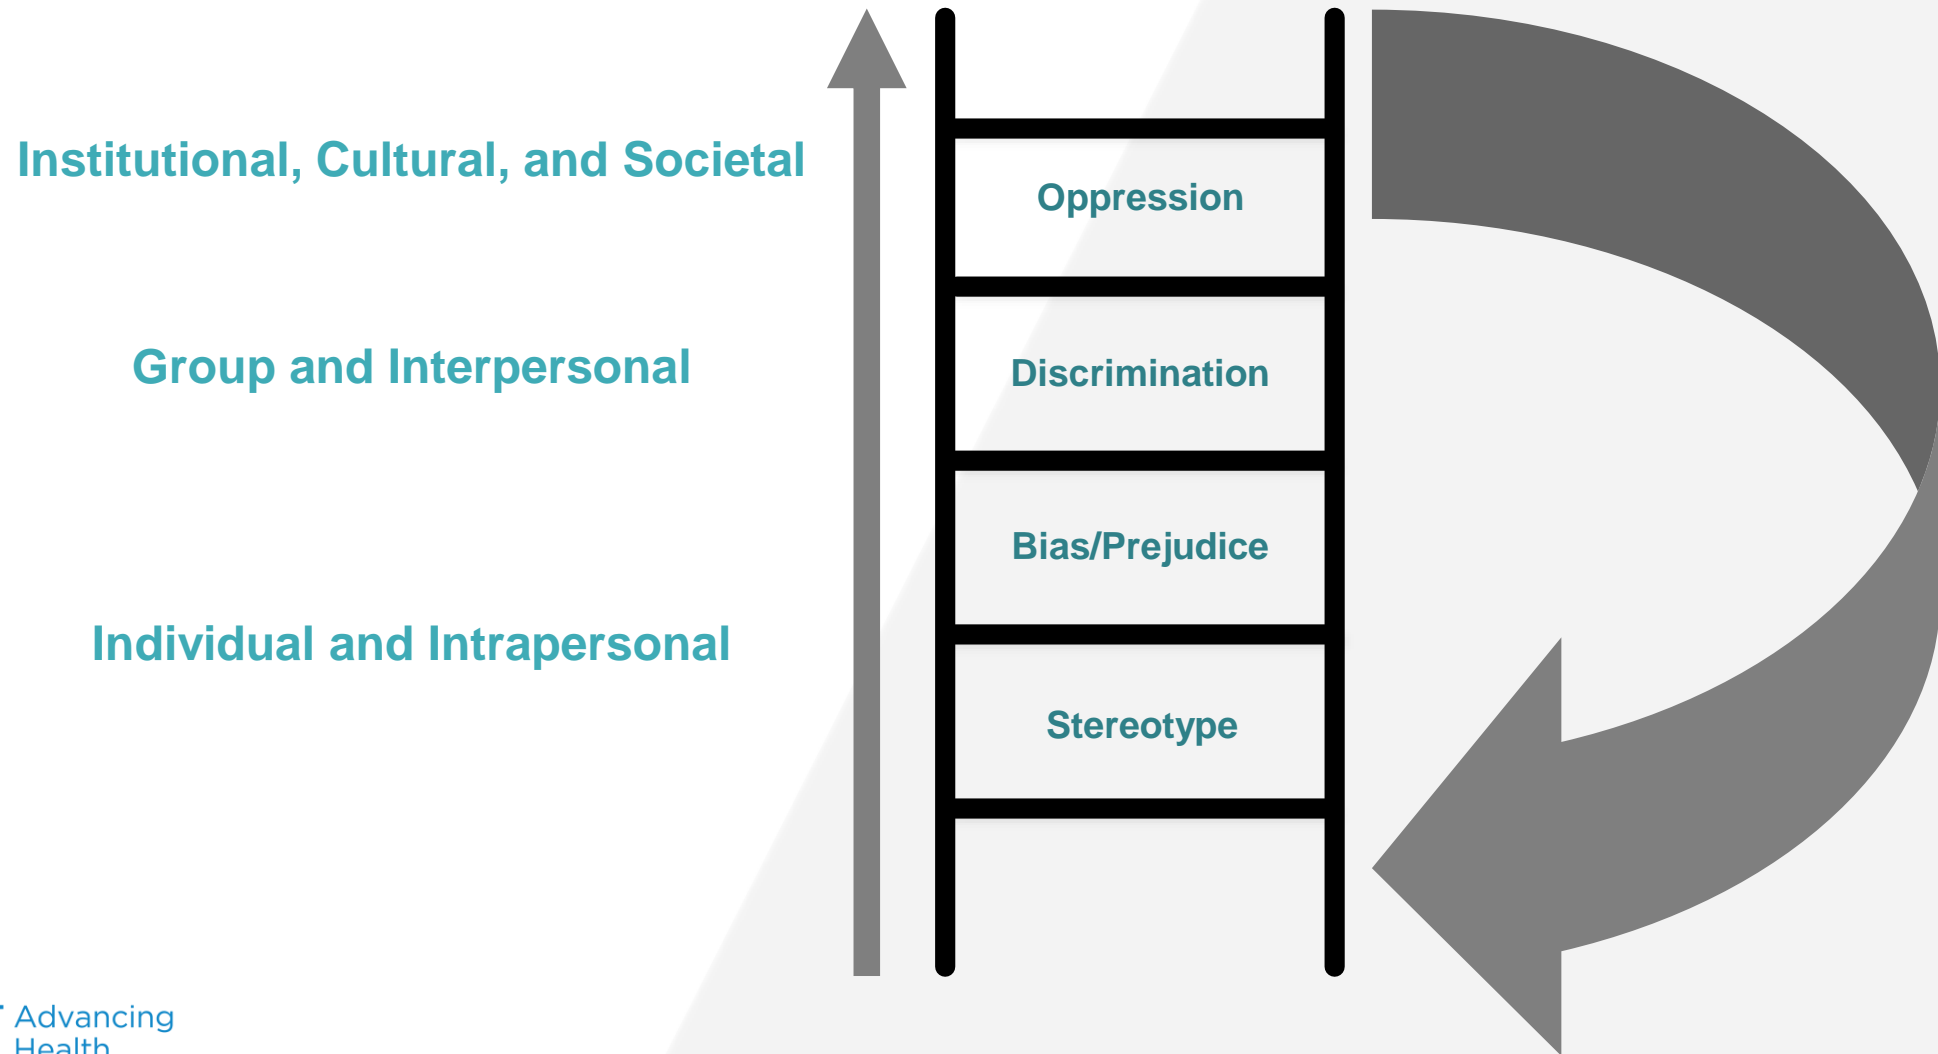 Institutional, Cultural, and Societal
Oppression
Group and Interpersonal
Discrimination
Bias/Prejudice
Individual and Intrapersonal
Stereotype
Advancing
Health